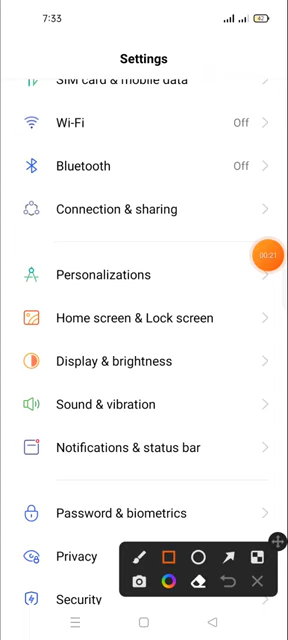 7:33
42
Settings
SIM card & mobile data
Wi-Fi Off
Bluetooth Off
Connection & sharing
00:21
Personalizations
Home screen & Lock screen
Display & brightness
Sound & vibration
Notifications & status bar
Password & biometrics
Privacy
Security